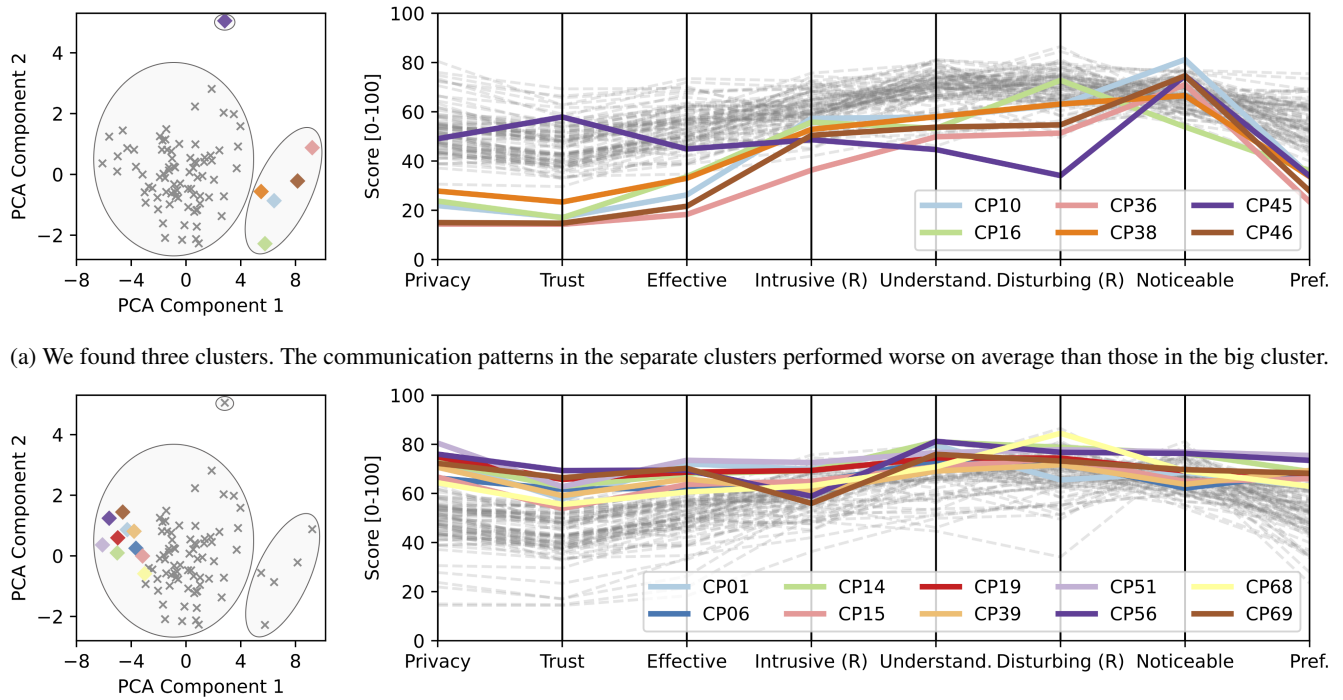 PCA Component 2
4
2
0
−2
−8 −4 0 4 8
PCA Component 1
Score [0-100]
100
80
60
40
20
0
CP10 CP36 CP45
CP16 CP38 CP46
Privacy Trust Effective Intrusive (R) Understand. Disturbing (R) Noticeable Pref.
(a) We found three clusters. The communication patterns in the separate clusters performed worse on average than those in the big cluster.
PCA Component 2
4
2
0
−2
−8 −4 0 4 8
PCA Component 1
Score [0-100]
100
80
60
40
20
0
CP01 CP14 CP19 CP51 CP68
CP06 CP15 CP39 CP56 CP69
Privacy Trust Effective Intrusive (R) Understand. Disturbing (R) Noticeable Pref.